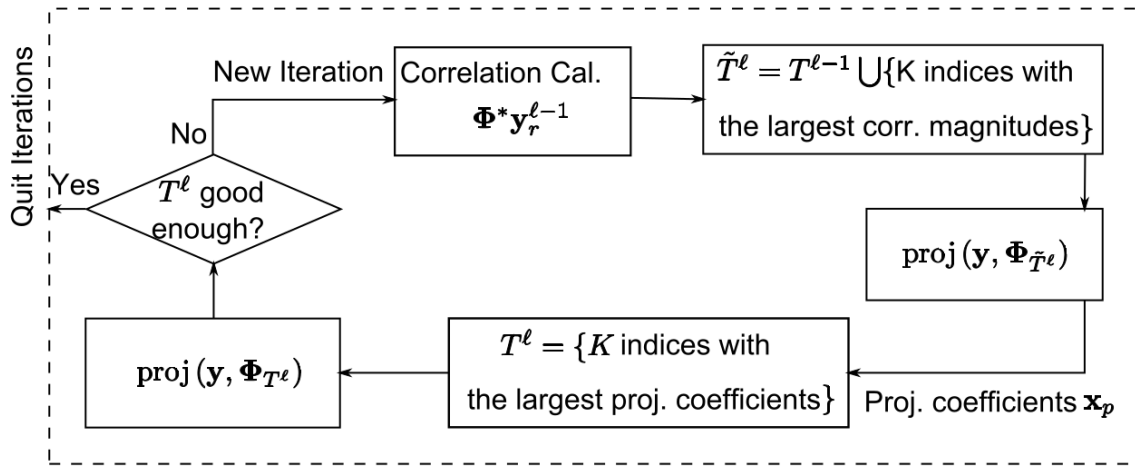 New Iteration
Correlation Cal.
Φ*y_r^{ℓ-1}
T̃^ℓ = T^{ℓ-1} ⋃{K indices with
the largest corr. magnitudes}
No
Quit Iterations
Yes
T^ℓ good
enough?
proj (y, Φ_{T̃^ℓ})
proj (y, Φ_{T^ℓ})
T^ℓ = {K indices with
the largest proj. coefficients}
Proj. coefficients x_p